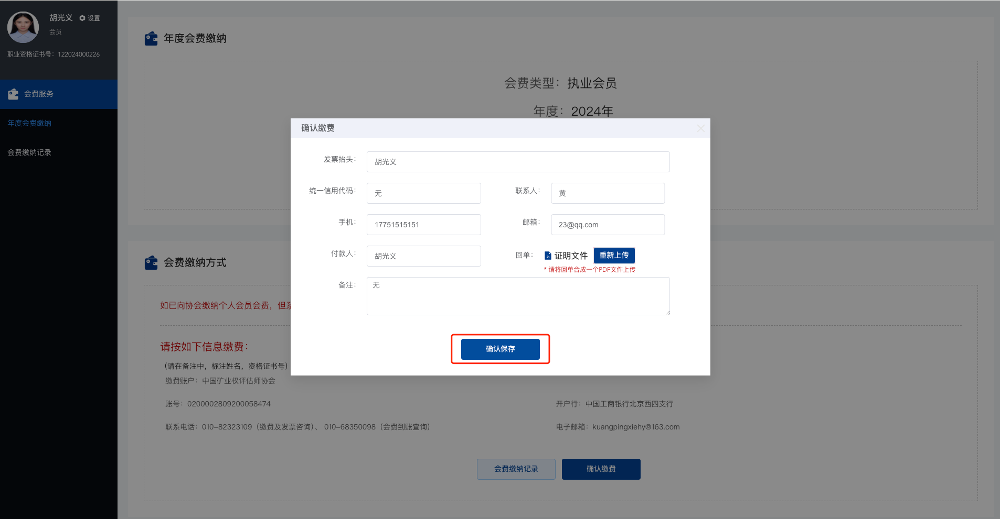 胡光义 设置
会员
职业资格证书号：122024000226
会费服务
年度会费缴纳
会费缴纳记录
年度会费缴纳
会费类型：执业会员
年度：2024年
确认缴费
发票抬头：胡光义
统一信用代码：无 联系人：黄
手机：17751515151 邮箱：23@qq.com
付款人：胡光义 回单：证明文件 重新上传
* 请将回单合成一个PDF文件上传
备注：无
确认保存
会费缴纳方式
如已向协会缴纳个人会员会费，但系
请按如下信息缴费：
（请在备注中，标注姓名，资格证书号）
缴费账户：中国矿业权评估师协会
账号：0200002809200058474 开户行：中国工商银行北京西四支行
联系电话：010-82323109（缴费及发票咨询）、 010-68350098（会费到账查询） 电子邮箱：kuangpingxiehy@163.com
会费缴纳记录 确认缴费